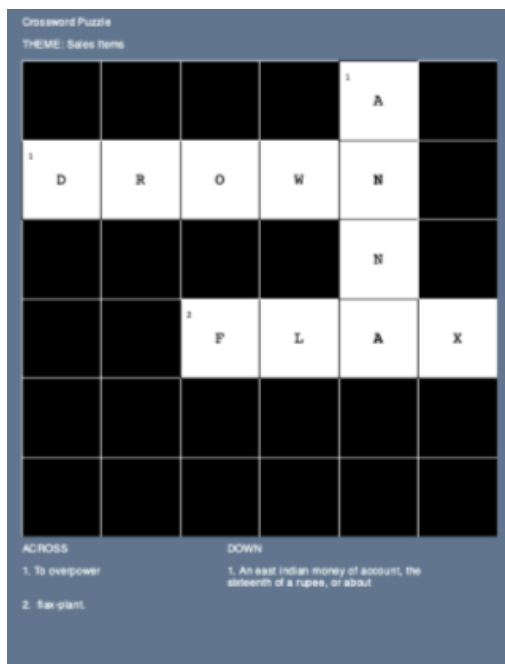 Crossword Puzzle
THEME: Sales Items
1
A
1
D R O W N
N
2
F L A X
ACROSS
1. To overpower
2. flax-plant.
DOWN
1. An east indian money of account, the
sixteenth of a rupee, or about